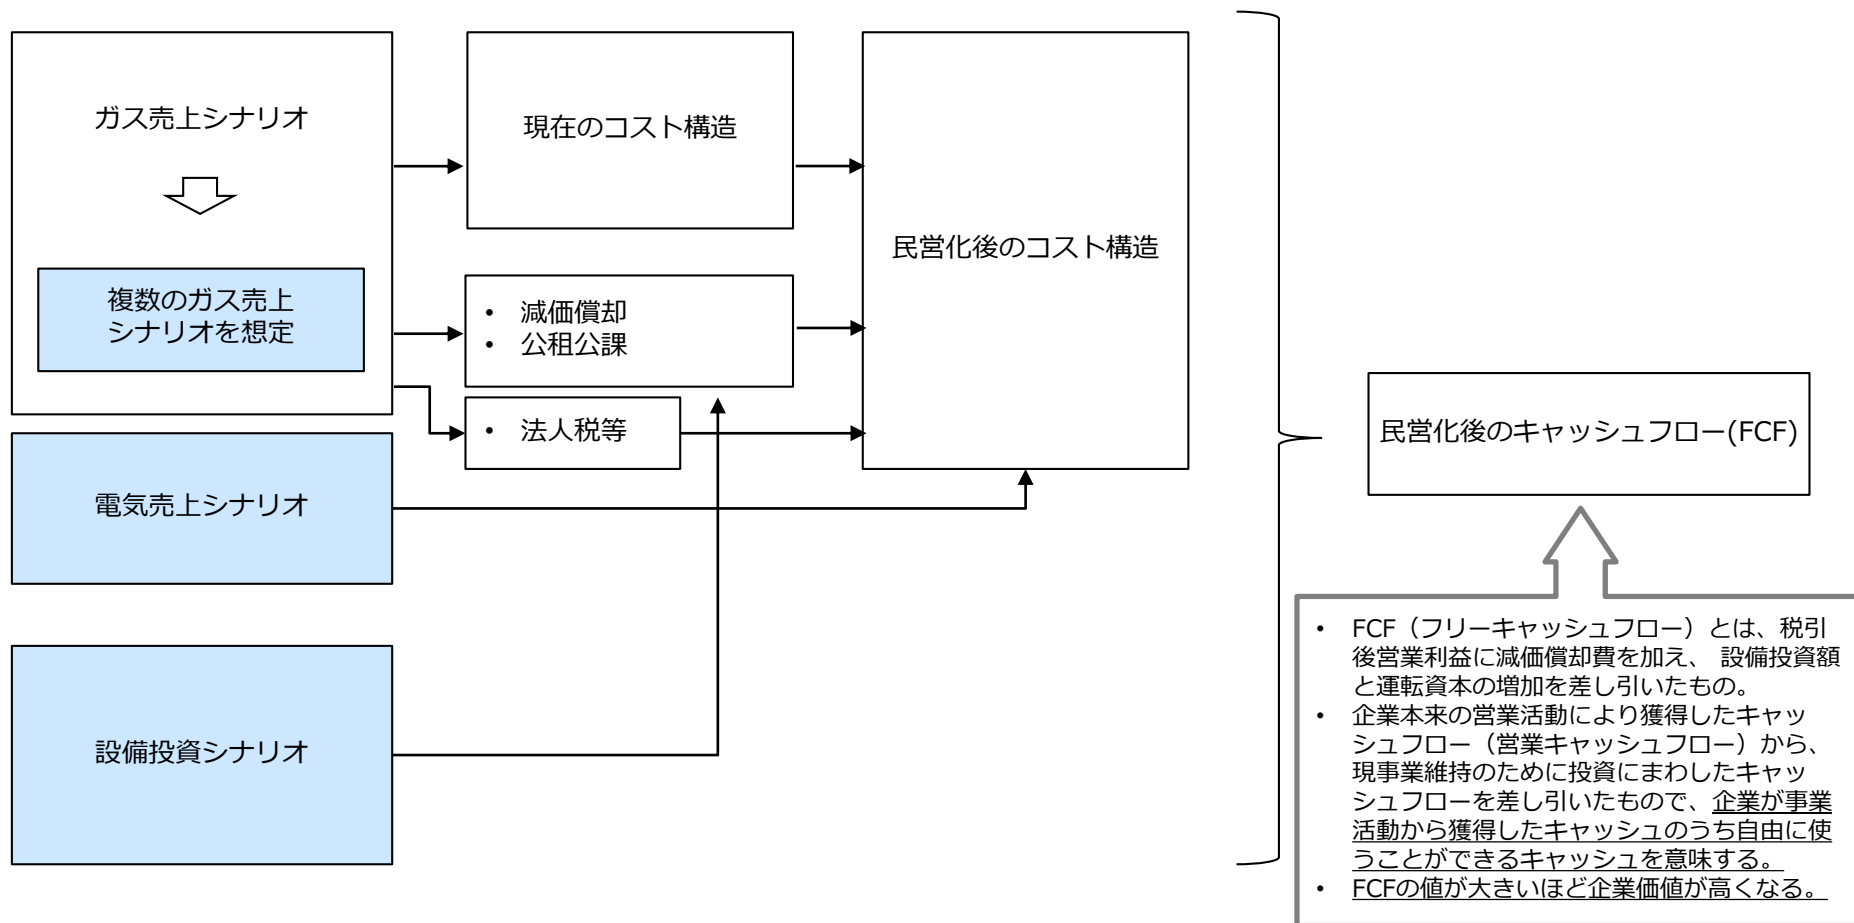 ガス売上シナリオ
複数のガス売上
シナリオを想定
現在のコスト構造
• 減価償却
• 公租公課
• 法人税等
民営化後のコスト構造
電気売上シナリオ
設備投資シナリオ
民営化後のキャッシュフロー(FCF)
• FCF（フリーキャッシュフロー）とは、税引
後営業利益に減価償却費を加え、 設備投資額
と運転資本の増加を差し引いたもの。
• 企業本来の営業活動により獲得したキャッ
シュフロー（営業キャッシュフロー）から、
現事業維持のために投資にまわしたキャッ
シュフローを差し引いたもので、企業が事業
活動から獲得したキャッシュのうち自由に使
うことができるキャッシュを意味する。
• FCFの値が大きいほど企業価値が高くなる。